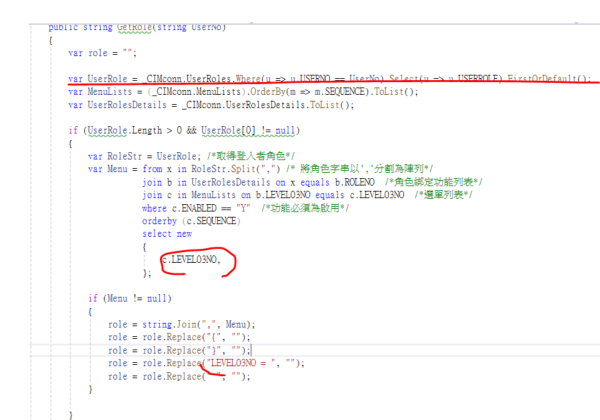 public string GetRole(string UserNo)
{
var role = "";
var UserRole = _CIMconn.UserRoles.Where(u => u.USERNO == UserNo).Select(u => u.USERROLE).FirstOrDefault();
var MenuLists = (_CIMconn.MenuLists).OrderBy(m => m.SEQUENCE).ToList();
var UserRolesDetails = _CIMconn.UserRolesDetails.ToList();
if (UserRole.Length > 0 && UserRole[0] != null)
{
var RoleStr = UserRole; /*取得登入者角色*/
var Menu = from x in RoleStr.Split(",") /* 將角色字串以','分割為陣列*/
join b in UserRolesDetails on x equals b.ROLENO /*角色綁定功能列表*/
join c in MenuLists on b.LEVEL03NO equals c.LEVEL03NO /*選單列表*/
where c.ENABLED == "Y" /*功能必須為啟用*/
orderby (c.SEQUENCE)
select new
{
c.LEVEL03NO,
};
if (Menu != null)
{
role = string.Join(",", Menu);
role = role.Replace("{", "");
role = role.Replace("}", "");
role = role.Replace("LEVEL03NO = ", "");
role = role.Replace(" ", "");
}
}